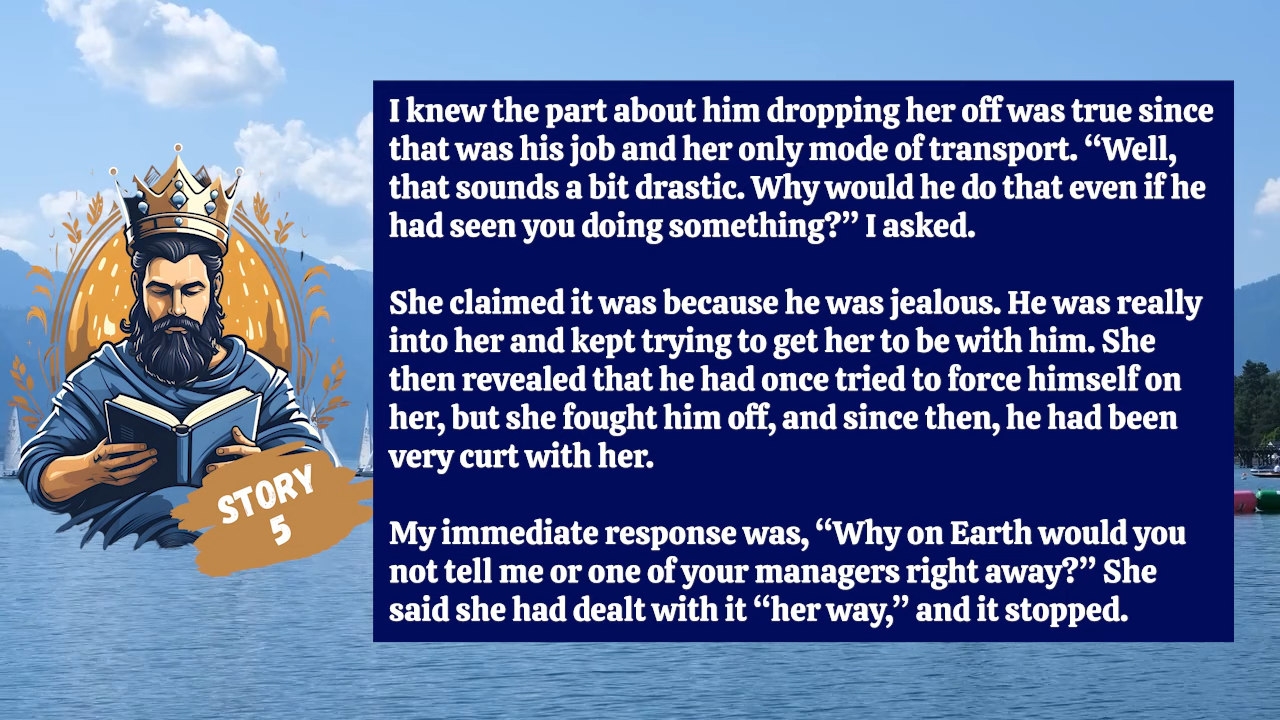 I knew the part about him dropping her off was true since
that was his job and her only mode of transport. “Well,
that sounds a bit drastic. Why would he do that even if he
had seen you doing something?” I asked.
She claimed it was because he was jealous. He was really
into her and kept trying to get her to be with him. She
then revealed that he had once tried to force himself on
her, but she fought him off, and since then, he had been
very curt with her.
My immediate response was, “Why on Earth would you
not tell me or one of your managers right away?” She
said she had dealt with it “her way,” and it stopped.
STORY
5